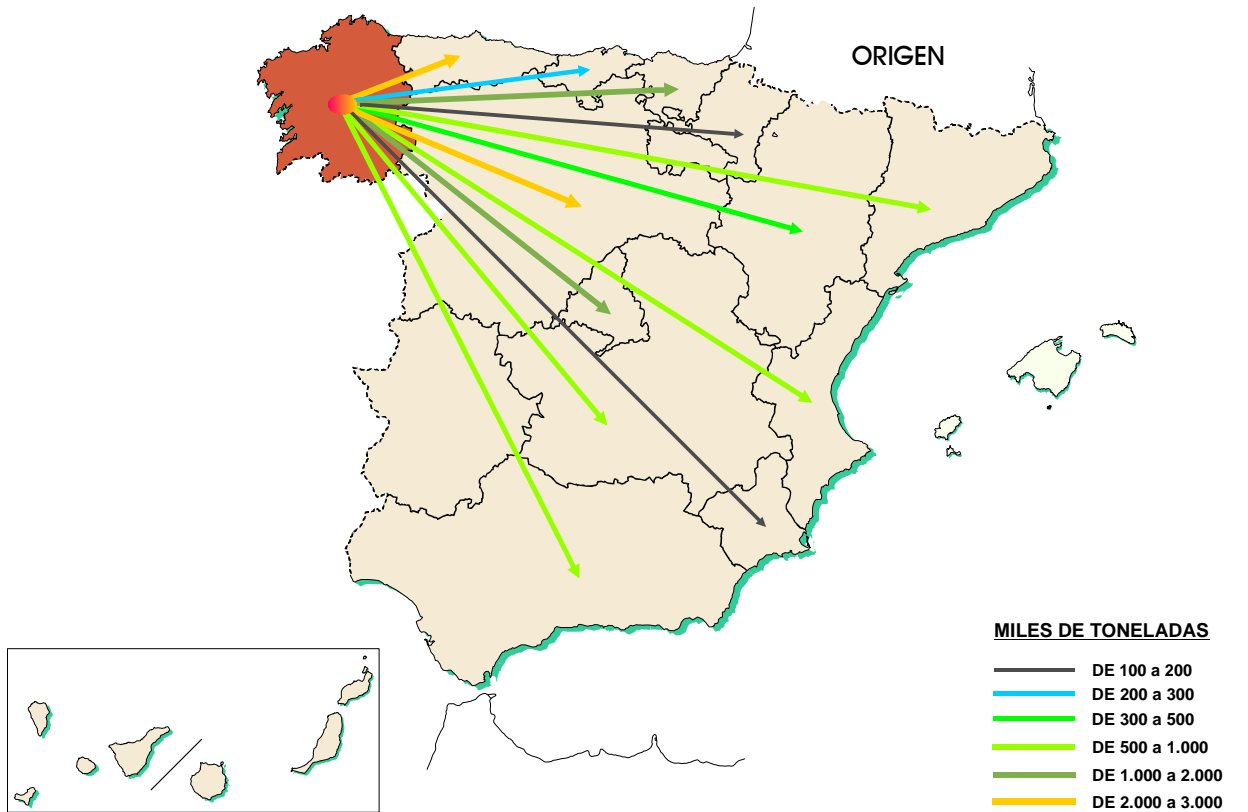 ORIGEN
MILES DE TONELADAS
DE 100 a 200
DE 200 a 300
DE 300 a 500
DE 500 a 1.000
DE 1.000 a 2.000
DE 2.000 a 3.000